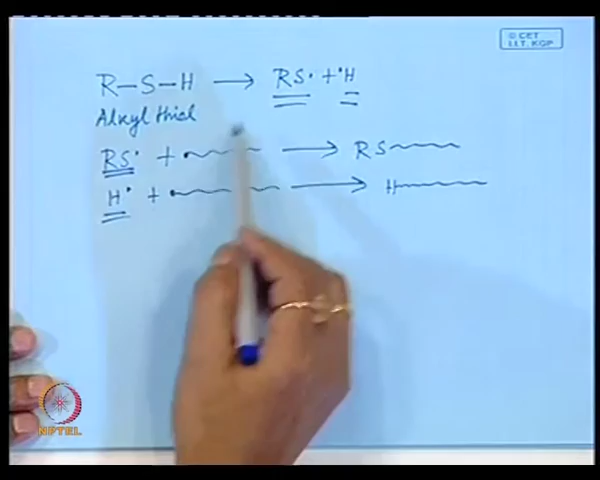 © CET
I.I.T. KGP
R—S—H → RS• + •H
Alkyl thiol
RS• + •~~~ → RS~~~
H• + •~~~ → H~~~
NPTEL